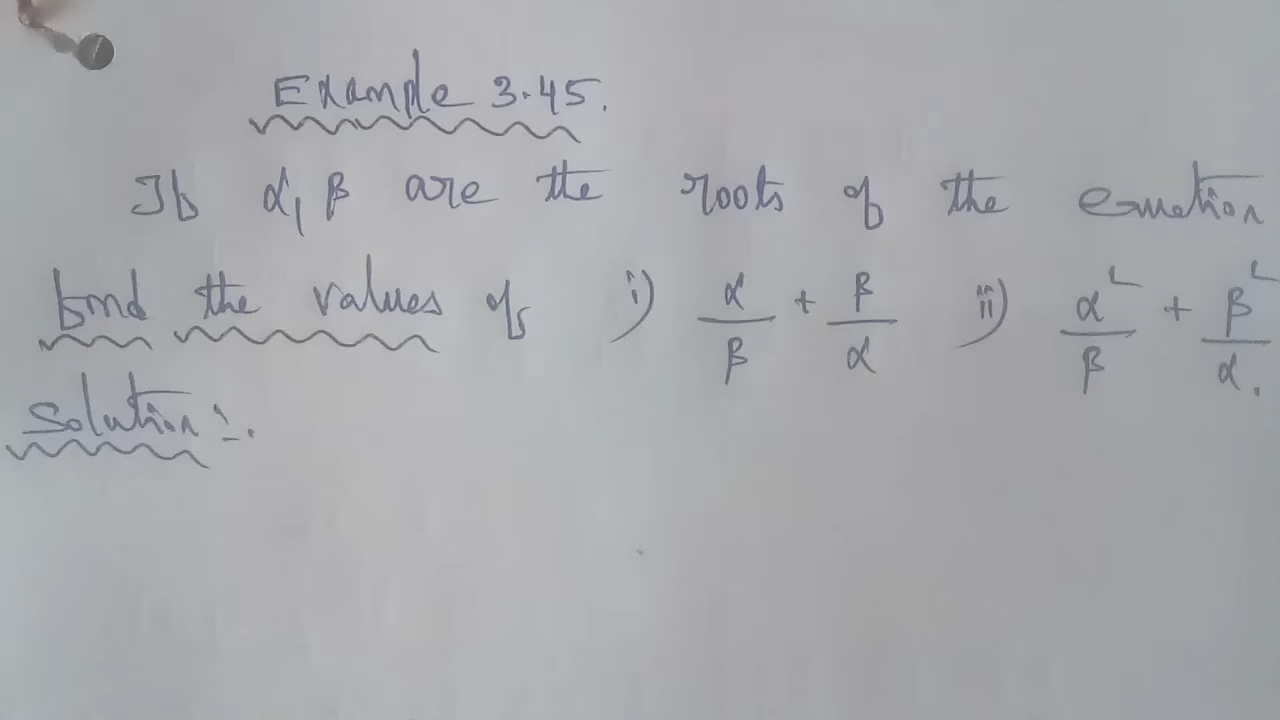 Example 3.45.
If α, β are the roots of the equation
find the values of i) α/β + β/α ii) α²/β + β²/α.
Solution:-